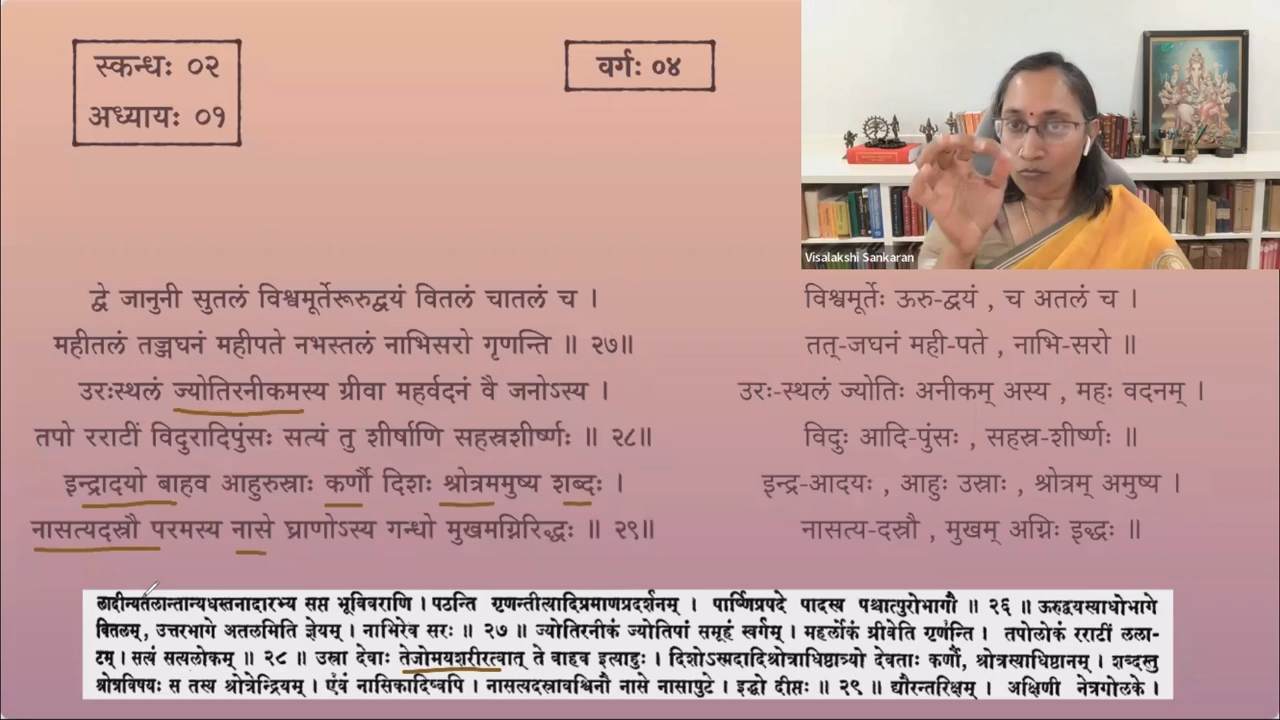 स्कन्धः ०२
अध्यायः ०१
वर्गः ०४
Visalakshi Sankaran
द्वे जानुनी सुतलं विश्वमूर्तेरूरुद्वयं वितलं चातलं च ।
महीतलं तज्जघनं महीपते नभस्तलं नाभिसरो गृणन्ति ॥ २७॥
उरःस्थलं ज्योतिरनीकमस्य ग्रीवा महर्वदनं वै जनोऽस्य ।
तपो रराटीं विदुरादिपुंसः सत्यं तु शीर्षाणि सहस्रशीर्ष्णः ॥ २८॥
इन्द्रादयो बाहव आहुरुस्राः कर्णौ दिशः श्रोत्रममुष्य शब्दः ।
नासत्यदस्रौ परमस्य नासे घ्राणोऽस्य गन्धो मुखमग्निरिद्धः ॥ २९॥
विश्वमूर्तेः ऊरु-द्वयं , च अतलं च ।
तत्-जघनं मही-पते , नाभि-सरो ॥
उरः-स्थलं ज्योतिः अनीकम् अस्य , महः वदनम् ।
विदुः आदि-पुंसः , सहस्र-शीर्ष्णः ॥
इन्द्र-आदयः , आहुः उस्राः , श्रोत्रम् अमुष्य ।
नासत्य-दस्रौ , मुखम् अग्निः इद्धः ॥
लादीन्यतलान्तान्यधस्तनादारभ्य सप्त भूविवराणि । पठन्ति गृणन्तीत्यादिप्रमाणप्रदर्शनम् । पार्ष्णिप्रपदे पादस्य पश्चात्पुरोभागौ ॥ २६ ॥ ऊरुद्वयस्याधोभागे
वितलम्, उत्तरभागे अतलमिति ज्ञेयम् । नाभिरेव सरः ॥ २७ ॥ ज्योतिरनीकं ज्योतिषां समूहं स्वर्गम् । महर्लोकं ग्रीवेति गृणन्ति । तपोलोकं रराटीं लला-
टम् । सत्यं सत्यलोकम् ॥ २८ ॥ उस्रा देवाः तेजोमयशरीरत्वात् ते बाहव इत्याहुः । दिशोऽस्मदादिश्रोत्राधिष्ठात्र्यो देवताः कर्णौ, श्रोत्रस्याधिष्ठानम् । शब्दस्तु
श्रोत्रविषयः स तस्य श्रोत्रेन्द्रियम् । एवं नासिकादिष्वपि । नासत्यदस्रावश्विनौ नासे नासापुटे । इद्धो दीप्तः ॥ २९ ॥ द्यौरन्तरिक्षम् । अक्षिणी नेत्रगोलके ।